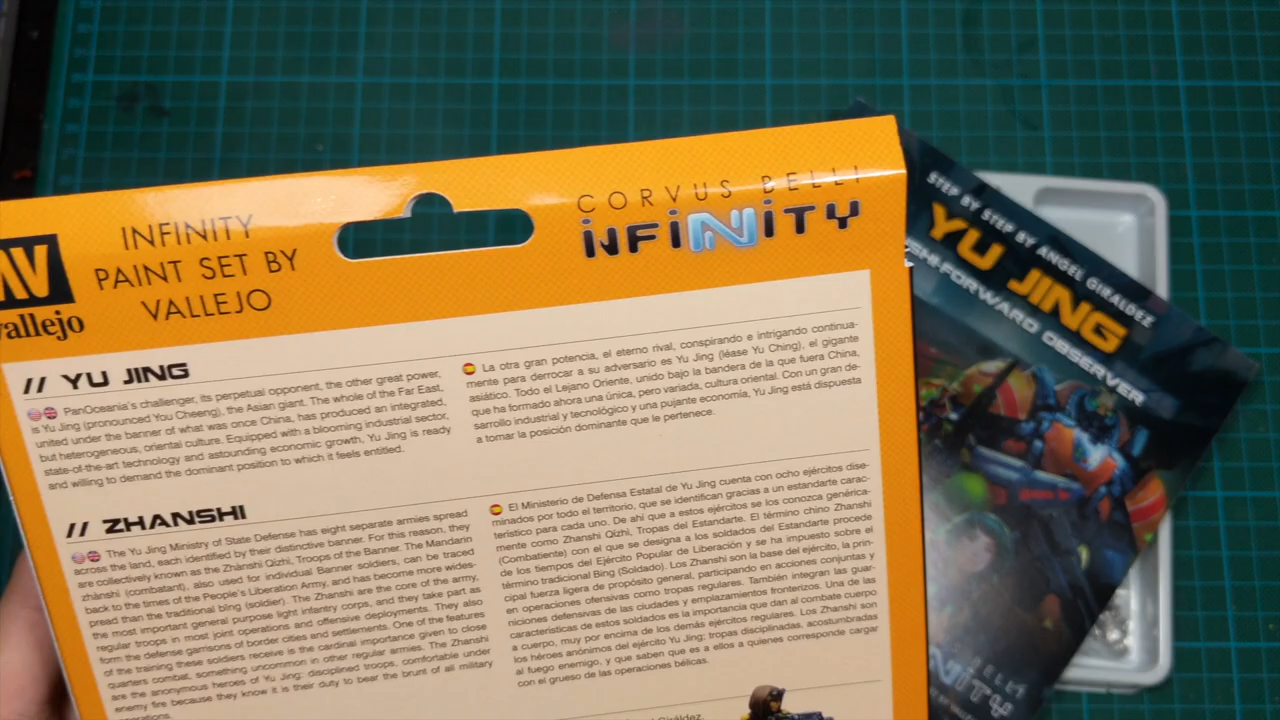 AV
vallejo
INFINITY
PAINT SET BY
VALLEJO
CORVUS BELLI
INFINITY
// YU JING
PanOceania's challenger, its perpetual opponent, the other great power,
is Yu Jing (pronounced You Cheeng), the Asian giant. The whole of the Far East,
united under the banner of what was once China, has produced an integrated,
but heterogeneous, oriental culture. Equipped with a blooming industrial sector,
state-of-the-art technology and astounding economic growth, Yu Jing is ready
and willing to demand the dominant position to which it feels entitled.
La otra gran potencia, el eterno rival, conspirando e intrigando continua-
mente para derrocar a su adversario es Yu Jing (léase Yu Ching), el gigante
asiático. Todo el Lejano Oriente, unido bajo la bandera de la que fuera China,
que ha formado ahora una única, pero variada, cultura oriental. Con un gran de-
sarrollo industrial y tecnológico y una pujante economía, Yu Jing está dispuesta
a tomar la posición dominante que le pertenece.
// ZHANSHI
The Yu Jing Ministry of State Defense has eight separate armies spread
across the land, each identified by their distinctive banner. For this reason, they
are collectively known as the Zhànshì Qízhì, Troops of the Banner. The Mandarin
zhànshì (combatant), also used for individual Banner soldiers, can be traced
back to the times of the People's Liberation Army, and has become more wides-
pread than the traditional bīng (soldier). The Zhanshi are the core of the army,
the most important general purpose light infantry corps, and they take part as
regular troops in most joint operations and offensive deployments. They also
form the defense garrisons of border cities and settlements. One of the features
of the training these soldiers receive is the cardinal importance given to close
quarters combat, something uncommon in other regular armies. The Zhanshi
are the anonymous heroes of Yu Jing: disciplined troops, comfortable under
enemy fire because they know it is their duty to bear the brunt of all military
operations.
El Ministerio de Defensa Estatal de Yu Jing cuenta con ocho ejércitos dise-
minados por todo el territorio, que se identifican gracias a un estandarte carac-
terístico para cada uno. De ahí que a estos ejércitos se los conozca genérica-
mente como Zhànshì Qízhì, Tropas del Estandarte. El término chino Zhànshì
(Combatiente) con el que se designa a los soldados del Estandarte procede
de los tiempos del Ejército Popular de Liberación y se ha impuesto sobre el
término tradicional Bing (Soldado). Los Zhanshi son la base del ejército, la prin-
cipal fuerza ligera de propósito general, participando en acciones conjuntas y
en operaciones ofensivas como tropas regulares. También integran las guar-
niciones defensivas de las ciudades y emplazamientos fronterizos. Una de las
características de estos soldados es la importancia que dan al combate cuerpo
a cuerpo, muy por encima de los demás ejércitos regulares. Los Zhanshi son
los héroes anónimos del ejército Yu Jing; tropas disciplinadas, acostumbradas
al fuego enemigo, y que saben que es a ellos a quienes corresponde cargar
con el grueso de las operaciones bélicas.
Giráldez.
STEP BY STEP BY ANGEL GIRALDEZ
YU JING
FORWARD OBSERVER